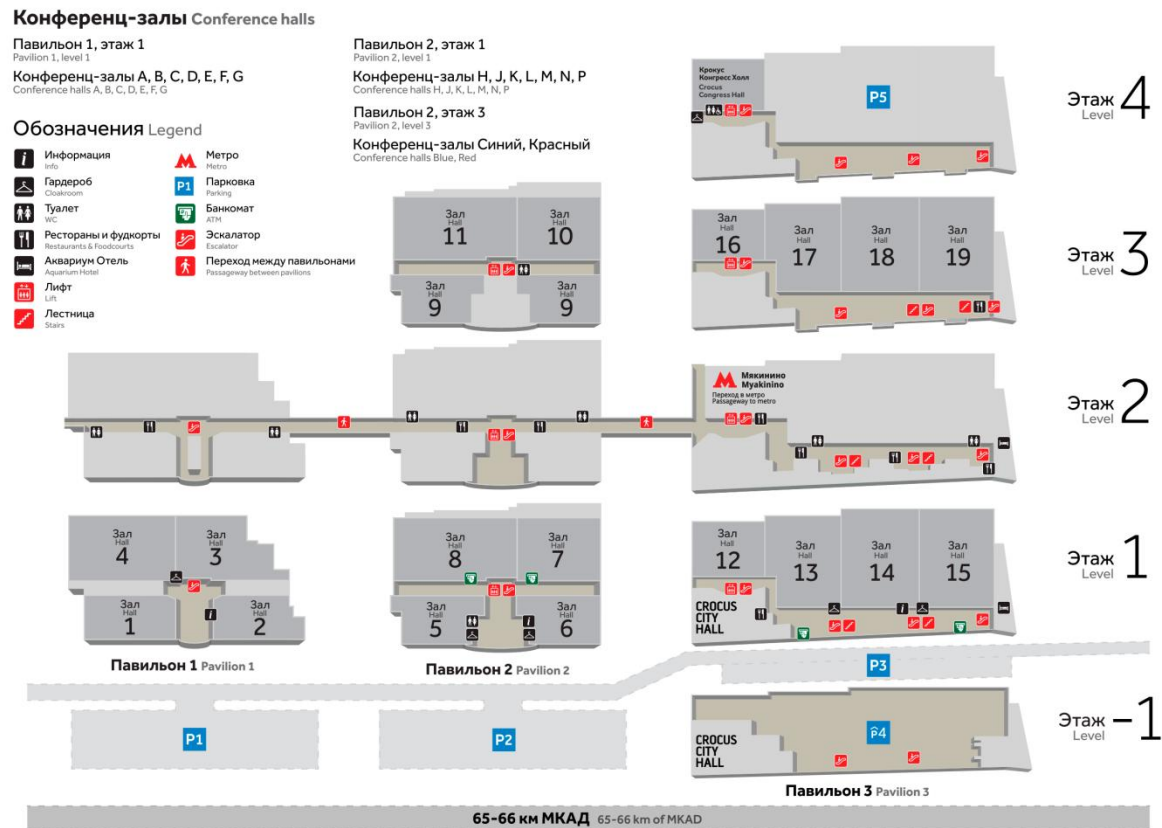 Конференц-залы Conference halls
Павильон 1, этаж 1
Pavilion 1, level 1
Конференц-залы A, B, C, D, E, F, G
Conference halls A, B, C, D, E, F, G
Павильон 2, этаж 1
Pavilion 2, level 1
Конференц-залы H, J, K, L, M, N, P
Conference halls H, J, K, L, M, N, P
Павильон 2, этаж 3
Pavilion 2, level 3
Конференц-залы Синий, Красный
Conference halls Blue, Red
Обозначения Legend
Информация
Info
Гардероб
Cloakroom
Туалет
WC
Рестораны и фудкорты
Restaurants & Foodcourts
Аквариум Отель
Aquarium Hotel
Лифт
Lift
Лестница
Stairs
Метро
Metro
P1 Парковка
Parking
Банкомат
ATM
Эскалатор
Escalator
Переход между павильонами
Passageway between pavilions
Крокус
Конгресс Холл
Crocus
Congress Hall
P5
Этаж 4
Level
Зал
Hall
11
Зал
Hall
10
Зал
Hall
9
Зал
Hall
9
Зал
Hall
16
Зал
Hall
17
Зал
Hall
18
Зал
Hall
19
Этаж 3
Level
Мякинино
Myakinino
Переход в метро
Passageway to metro
Этаж 2
Level
Зал
Hall
4
Зал
Hall
3
Зал
Hall
1
Зал
Hall
2
Павильон 1 Pavilion 1
Зал
Hall
8
Зал
Hall
7
Зал
Hall
5
Зал
Hall
6
Павильон 2 Pavilion 2
Зал
Hall
12
Зал
Hall
13
Зал
Hall
14
Зал
Hall
15
CROCUS
CITY
HALL
Этаж 1
Level
P3
P1
P2
CROCUS
CITY
HALL
P4
Этаж -1
Level
Павильон 3 Pavilion 3
65-66 км МКАД 65-66 km of MKAD